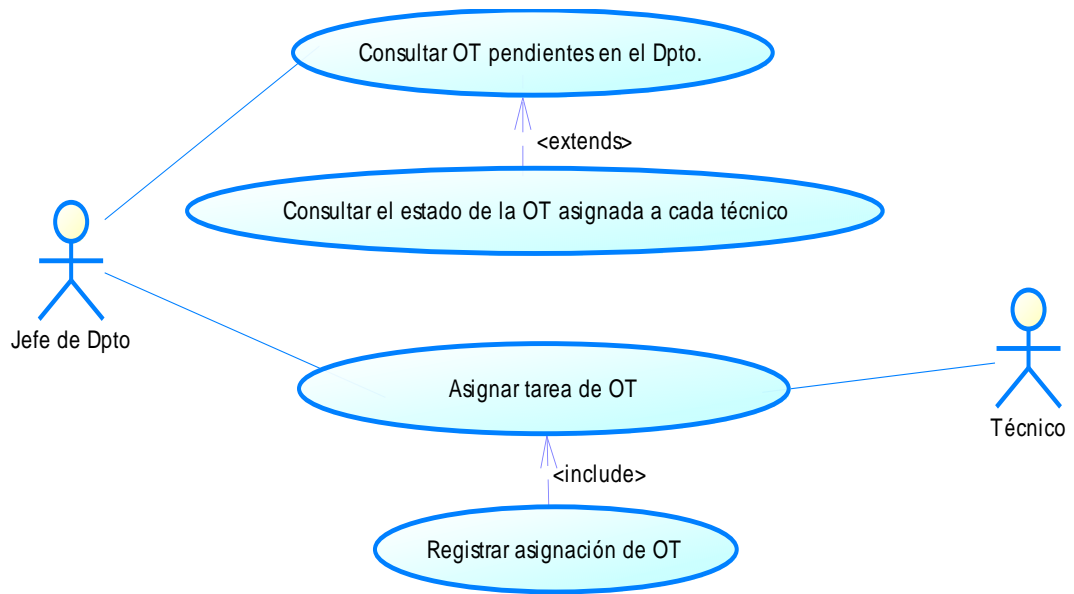 Consultar OT pendientes en el Dpto.
<extends>
Consultar el estado de la OT asignada a cada técnico
Jefe de Dpto
Asignar tarea de OT
Técnico
<include>
Registrar asignación de OT